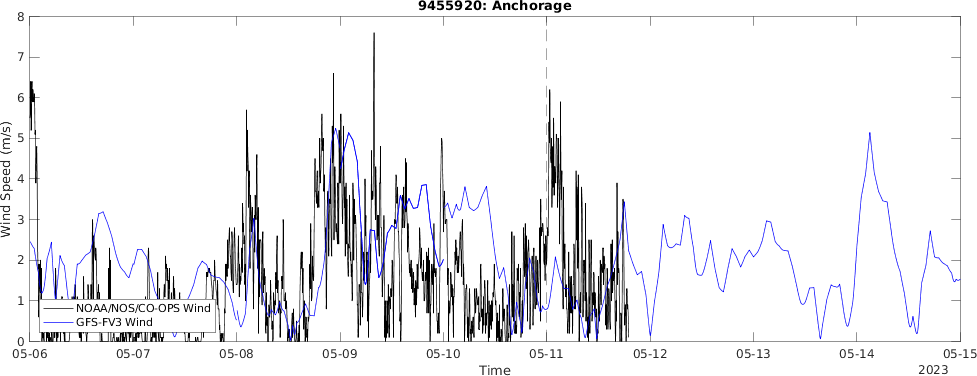 9455920: Anchorage
Wind Speed (m/s)
8
7
6
5
4
3
2
1
0
NOAA/NOS/CO-OPS Wind
GFS-FV3 Wind
05-06 05-07 05-08 05-09 05-10 05-11 05-12 05-13 05-14 05-15
Time
2023